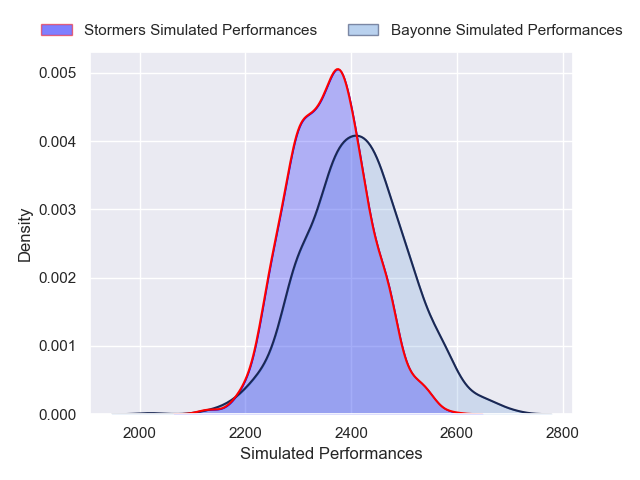 Stormers Simulated Performances Bayonne Simulated Performances
0.005
0.004
0.003
0.002
0.001
0.000
Density
2000 2200 2400 2600 2800
Simulated Performances